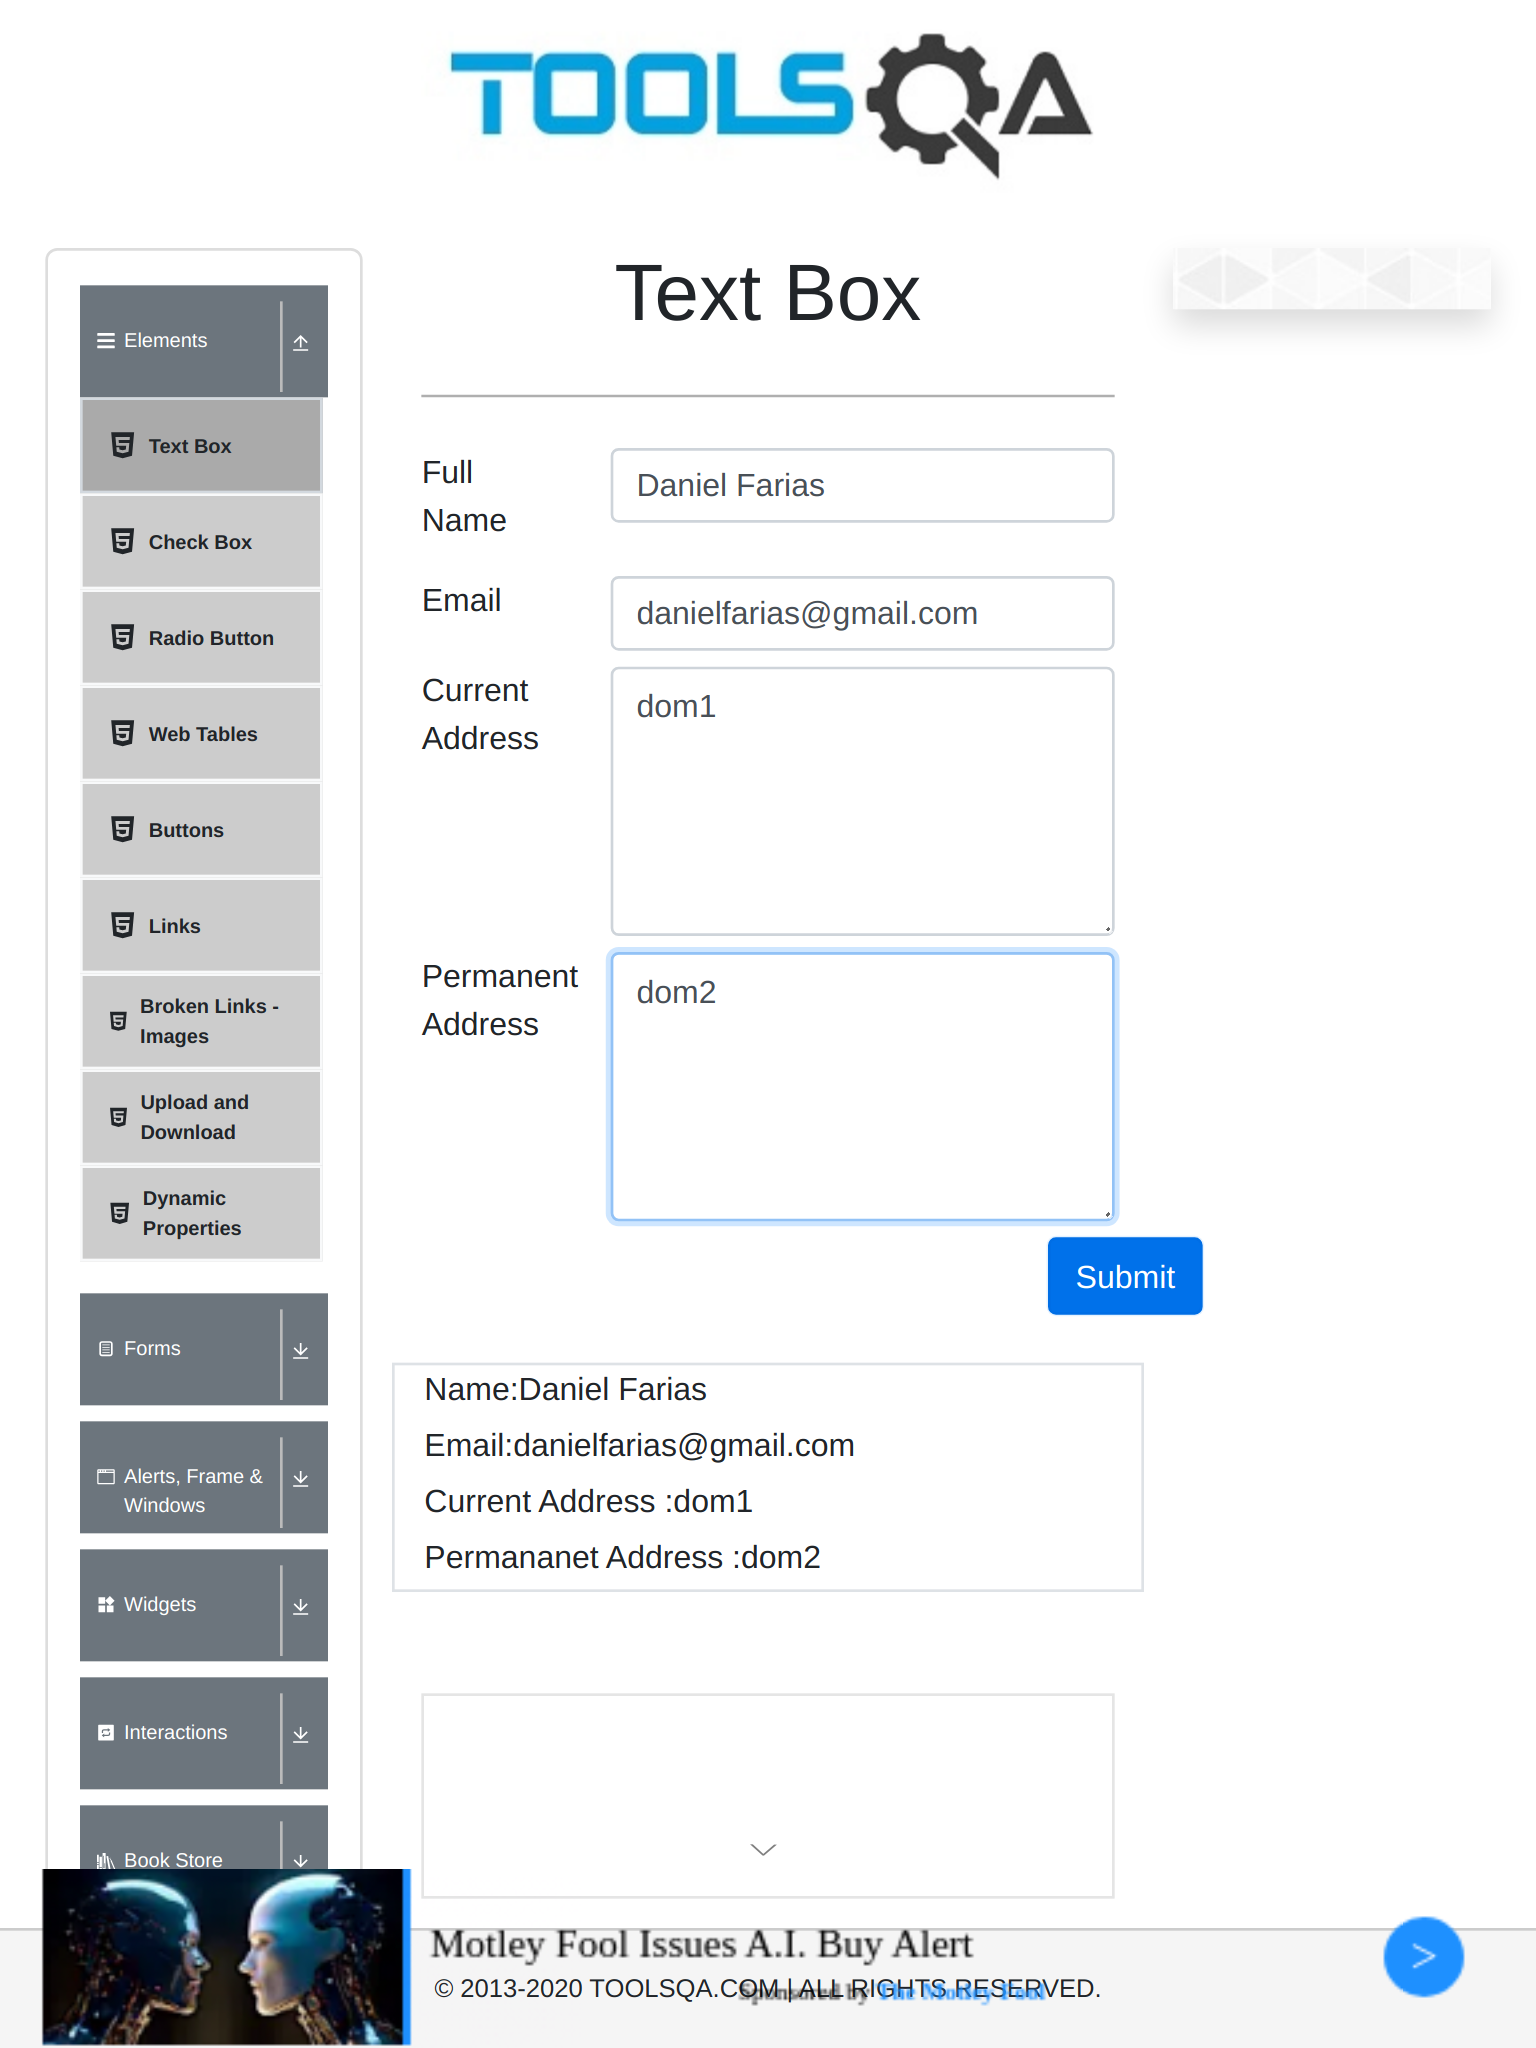 TOOLSQA
Text Box
Elements
Text Box
Check Box
Radio Button
Web Tables
Buttons
Links
Broken Links -
Images
Upload and
Download
Dynamic
Properties
Forms
Alerts, Frame &
Windows
Widgets
Interactions
Book Store
Full
Name
Daniel Farias
Email
danielfarias@gmail.com
Current
Address
dom1
Permanent
Address
dom2
Submit
Name:Daniel Farias
Email:danielfarias@gmail.com
Current Address :dom1
Permananet Address :dom2
Motley Fool Issues A.I. Buy Alert
© 2013-2020 TOOLSQA.COM | ALL RIGHTS RESERVED.
Sponsored by The Motley Fool
>